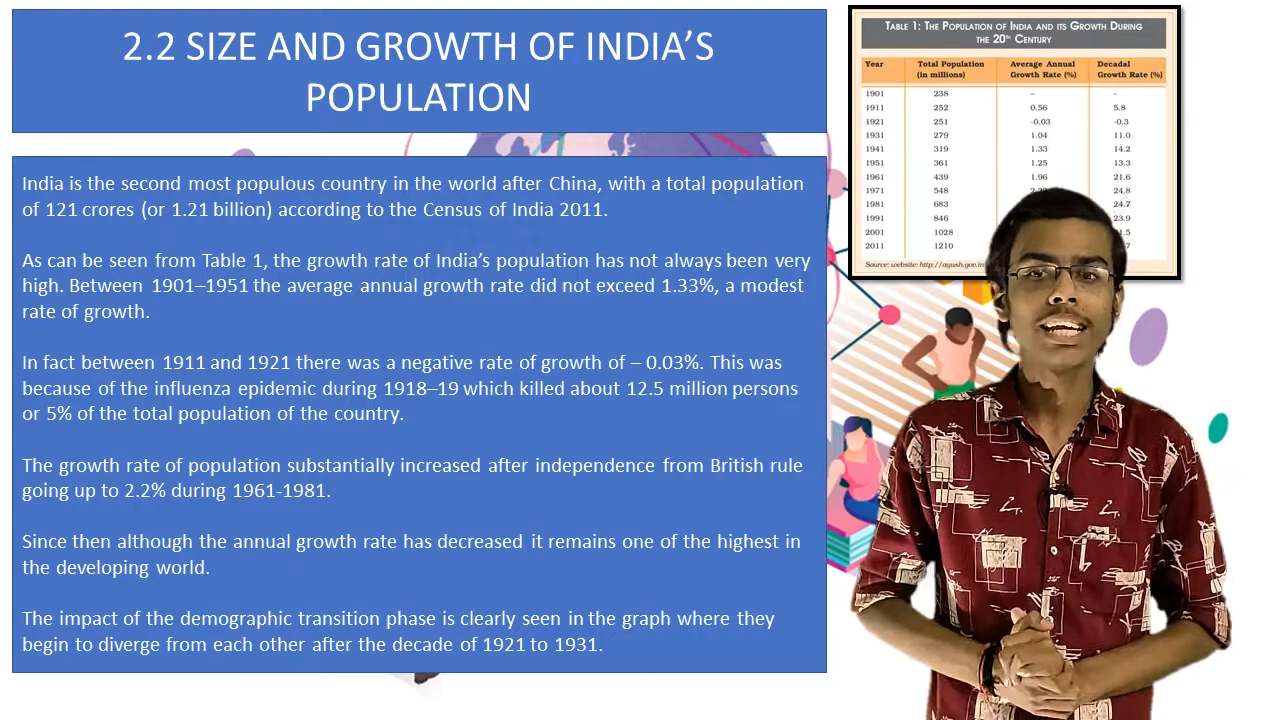 2.2 SIZE AND GROWTH OF INDIA'S
POPULATION
India is the second most populous country in the world after China, with a total population
of 121 crores (or 1.21 billion) according to the Census of India 2011.
As can be seen from Table 1, the growth rate of India's population has not always been very
high. Between 1901–1951 the average annual growth rate did not exceed 1.33%, a modest
rate of growth.
In fact between 1911 and 1921 there was a negative rate of growth of – 0.03%. This was
because of the influenza epidemic during 1918–19 which killed about 12.5 million persons
or 5% of the total population of the country.
The growth rate of population substantially increased after independence from British rule
going up to 2.2% during 1961-1981.
Since then although the annual growth rate has decreased it remains one of the highest in
the developing world.
The impact of the demographic transition phase is clearly seen in the graph where they
begin to diverge from each other after the decade of 1921 to 1931.
TABLE 1: THE POPULATION OF INDIA AND ITS GROWTH DURING
THE 20TH CENTURY
Year Total Population Average Annual Decadal
(in millions) Growth Rate (%) Growth Rate (%)
1901 238 – -
1911 252 0.56 5.8
1921 251 -0.03 -0.3
1931 279 1.04 11.0
1941 319 1.33 14.2
1951 361 1.25 13.3
1961 439 1.96 21.6
1971 548 24.8
1981 683 24.7
1991 846 23.9
2001 1028
2011 1210
Source: website: http://ayush.gov.in